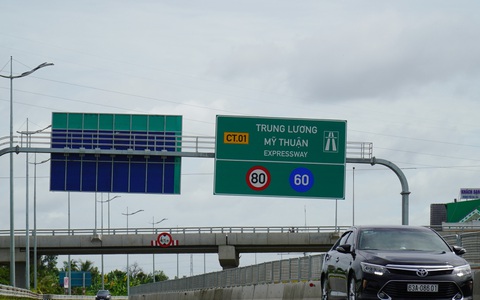 CT.01
TRUNG LƯƠNG
MỸ THUẬN
EXPRESSWAY
80
60